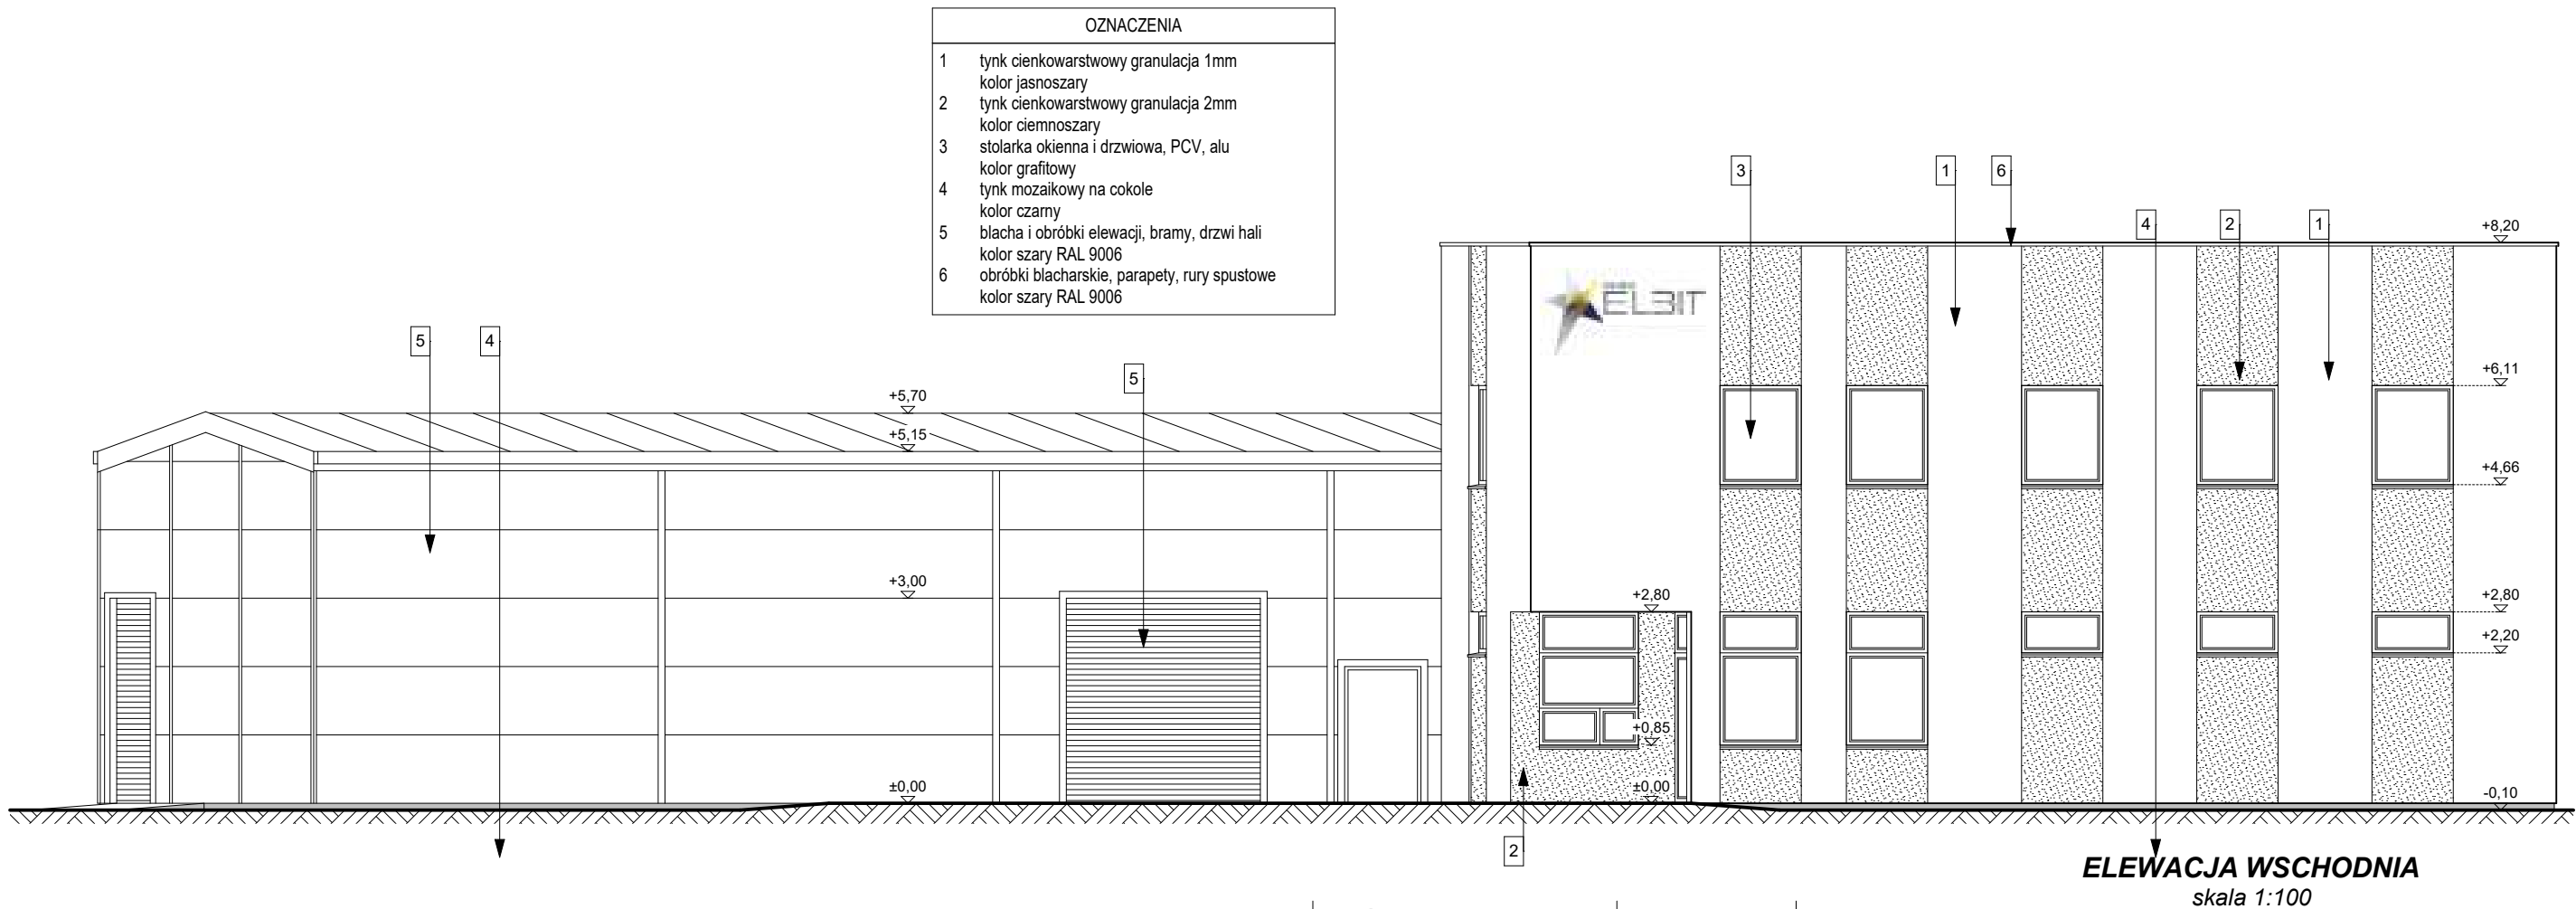 OZNACZENIA
1 tynk cienkowarstwowy granulacja 1mm
kolor jasnoszary
2 tynk cienkowarstwowy granulacja 2mm
kolor ciemnoszary
3 stolarka okienna i drzwiowa, PCV, alu
kolor grafitowy
4 tynk mozaikowy na cokole
kolor czarny
5 blacha i obróbki elewacji, bramy, drzwi hali
kolor szary RAL 9006
6 obróbki blacharskie, parapety, rury spustowe
kolor szary RAL 9006
3
1
6
4
2
1
+8,20
ELBIT
5
4
5
+6,11
+5,70
+5,15
+4,66
+3,00
+2,80
+2,80
+2,20
+0,85
±0,00
±0,00
-0,10
2
ELEWACJA WSCHODNIA
skala 1:100